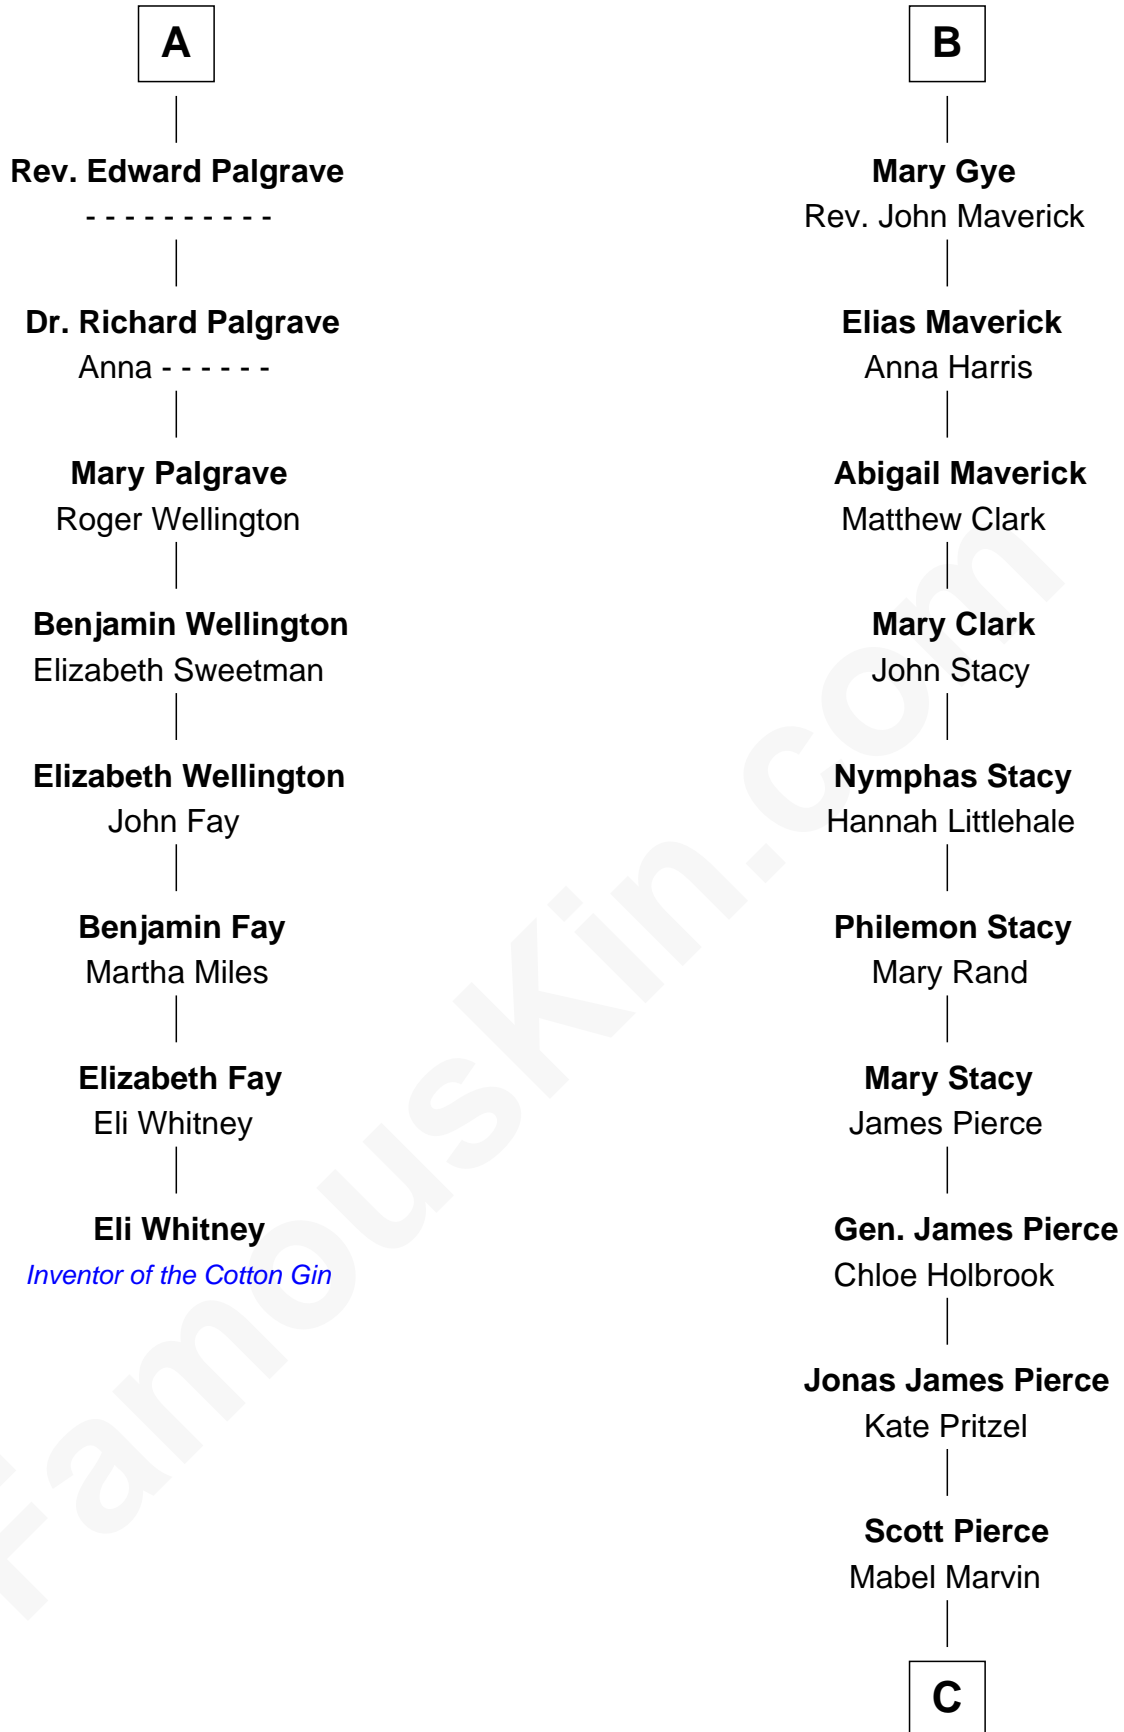 A
Rev. Edward Palgrave
- - - - - - - - - -
Dr. Richard Palgrave
Anna - - - - - -
Mary Palgrave
Roger Wellington
Benjamin Wellington
Elizabeth Sweetman
Elizabeth Wellington
John Fay
Benjamin Fay
Martha Miles
Elizabeth Fay
Eli Whitney
Eli Whitney
Inventor of the Cotton Gin
B
Mary Gye
Rev. John Maverick
Elias Maverick
Anna Harris
Abigail Maverick
Matthew Clark
Mary Clark
John Stacy
Nymphas Stacy
Hannah Littlehale
Philemon Stacy
Mary Rand
Mary Stacy
James Pierce
Gen. James Pierce
Chloe Holbrook
Jonas James Pierce
Kate Pritzel
Scott Pierce
Mabel Marvin
C
FamousKin.com